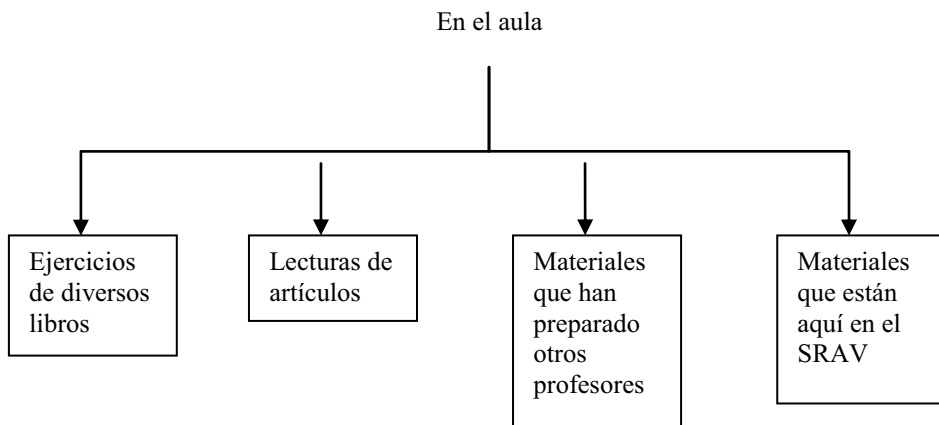 En el aula
Ejercicios
de diversos
libros
Lecturas de
artículos
Materiales
que han
preparado
otros
profesores
Materiales
que están
aquí en el
SRAV